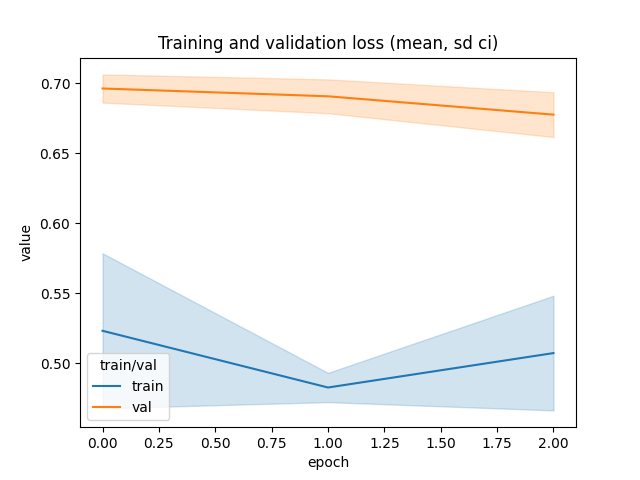 Training and validation loss (mean, sd ci)
value
0.70
0.65
0.60
0.55
0.50
train/val
train
val
0.00 0.25 0.50 0.75 1.00 1.25 1.50 1.75 2.00
epoch